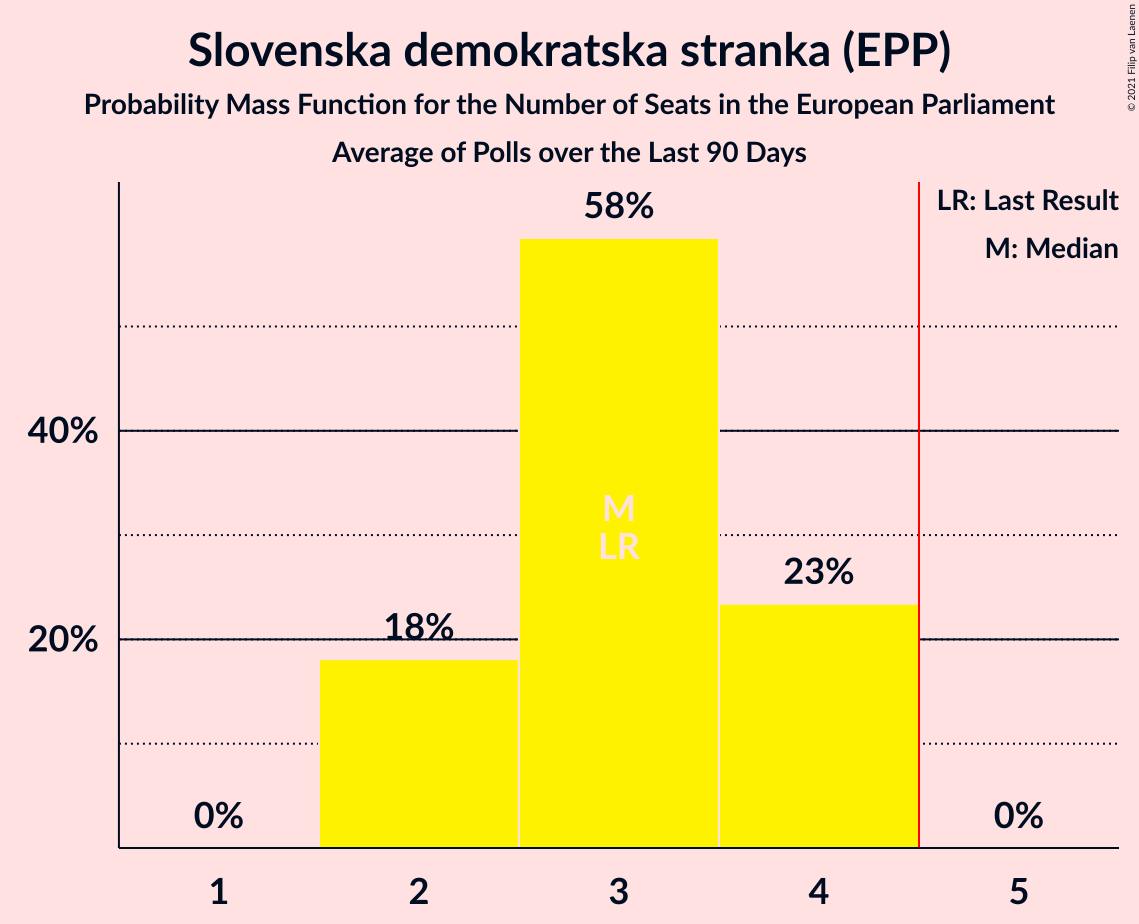 Slovenska demokratska stranka (EPP)
Probability Mass Function for the Number of Seats in the European Parliament
Average of Polls over the Last 90 Days
© 2021 Filip van Laenen
LR: Last Result
M: Median
58%
40%
M
LR
23%
20%
18%
0%
0%
1
2
3
4
5